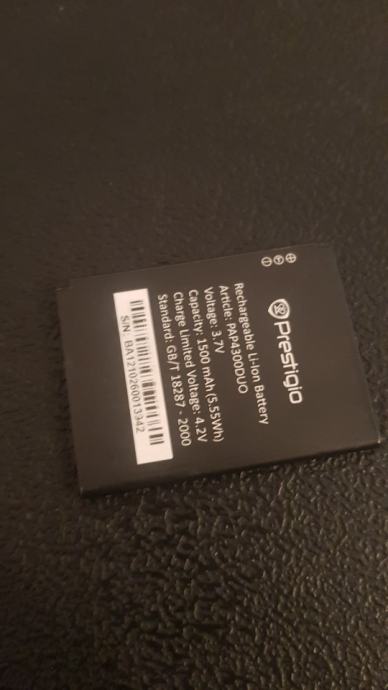 prestigio
Rechargeable Li-ion Battery
Article: PAP4300DUO
Voltage: 3.7V
Capacity: 1500 mAh(5.55Wh)
Charge Limited Voltage: 4.2V
Standard: GB/T 18287 - 2000
S/N: BA1210260013342